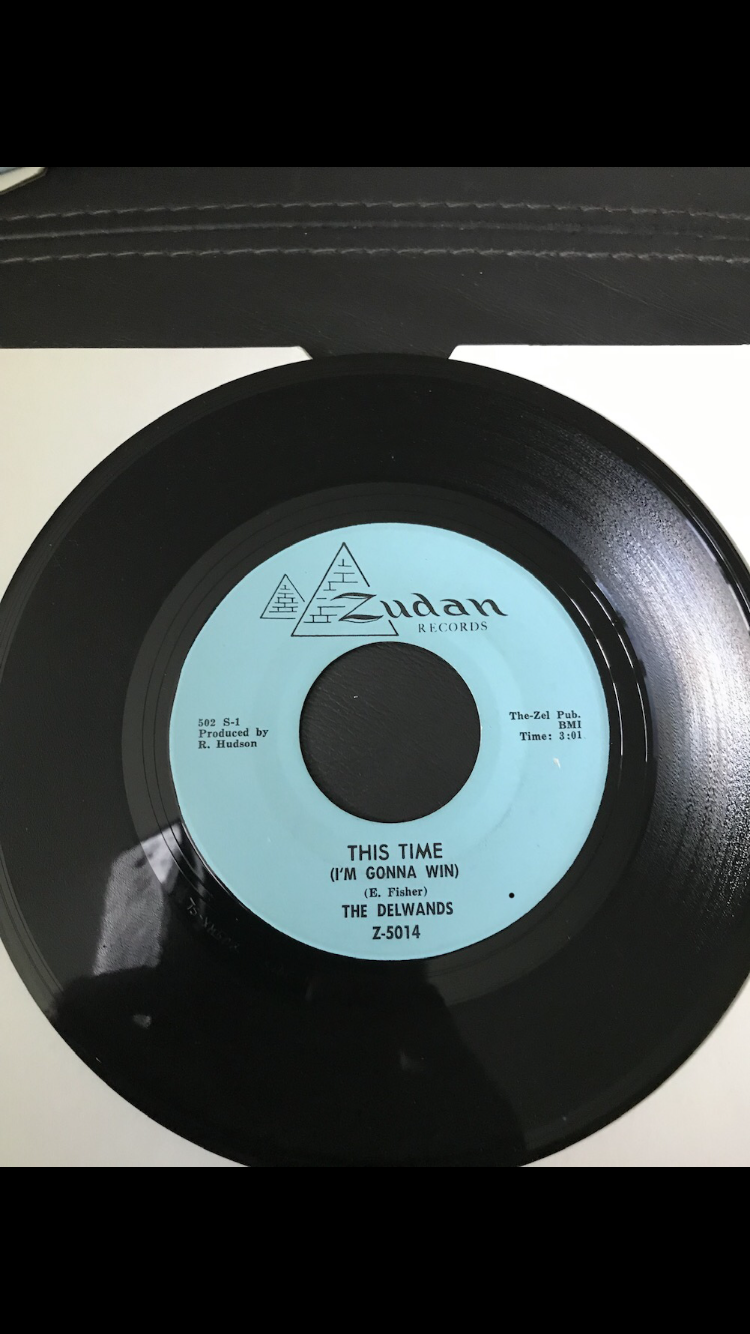 Zudan
RECORDS
502 S-1
Produced by
R. Hudson
The-Zel Pub.
BMI
Time: 3:01
THIS TIME
(I'M GONNA WIN)
(E. Fisher)
THE DELWANDS
Z-5014